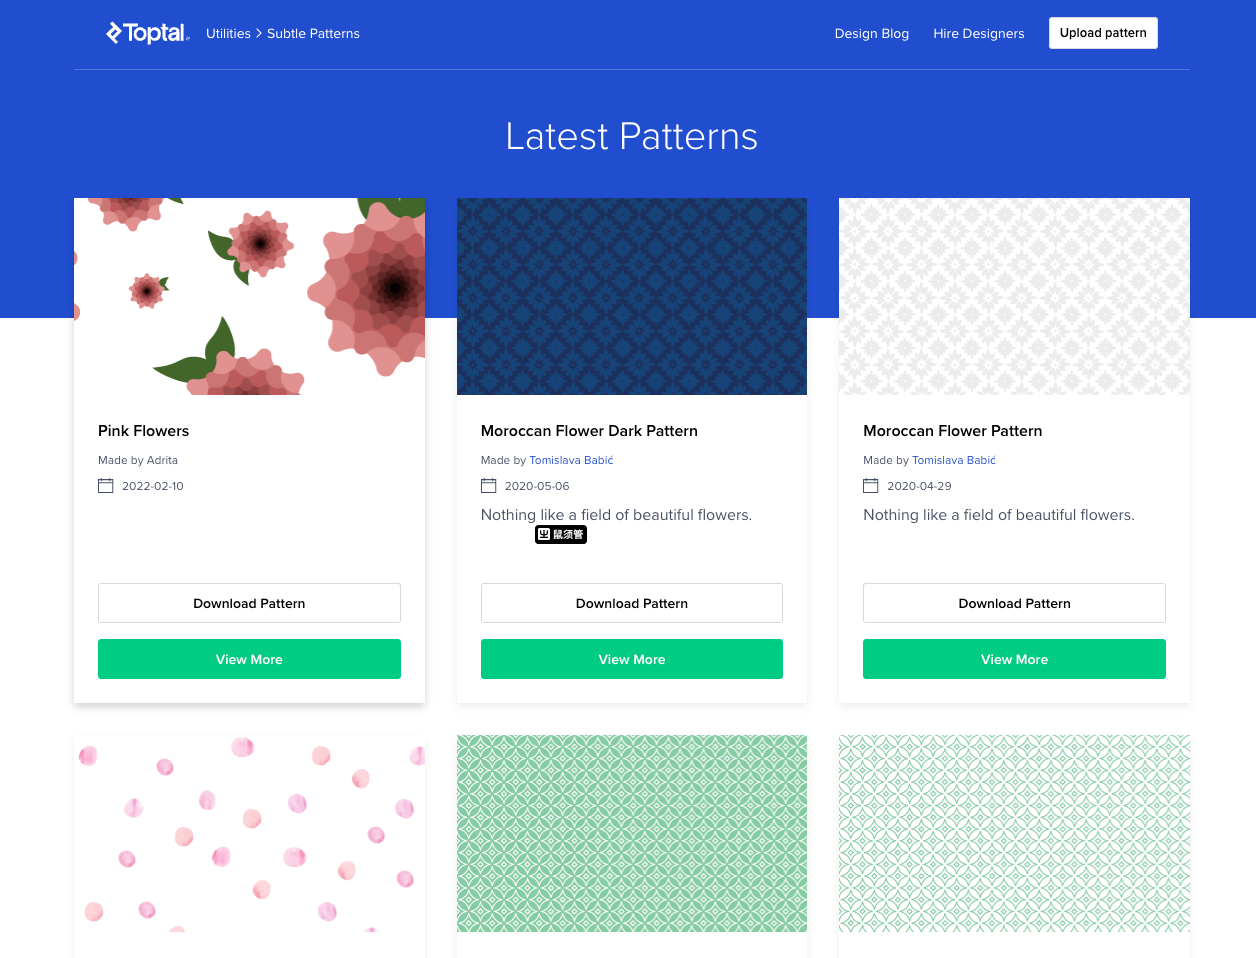 Toptal
Utilities > Subtle Patterns
Design Blog
Hire Designers
Upload pattern
Latest Patterns
Pink Flowers
Made by Adrita
2022-02-10
Download Pattern
View More
Moroccan Flower Dark Pattern
Made by Tomislava Babić
2020-05-06
Nothing like a field of beautiful flowers.
鼠须管
Download Pattern
View More
Moroccan Flower Pattern
Made by Tomislava Babić
2020-04-29
Nothing like a field of beautiful flowers.
Download Pattern
View More